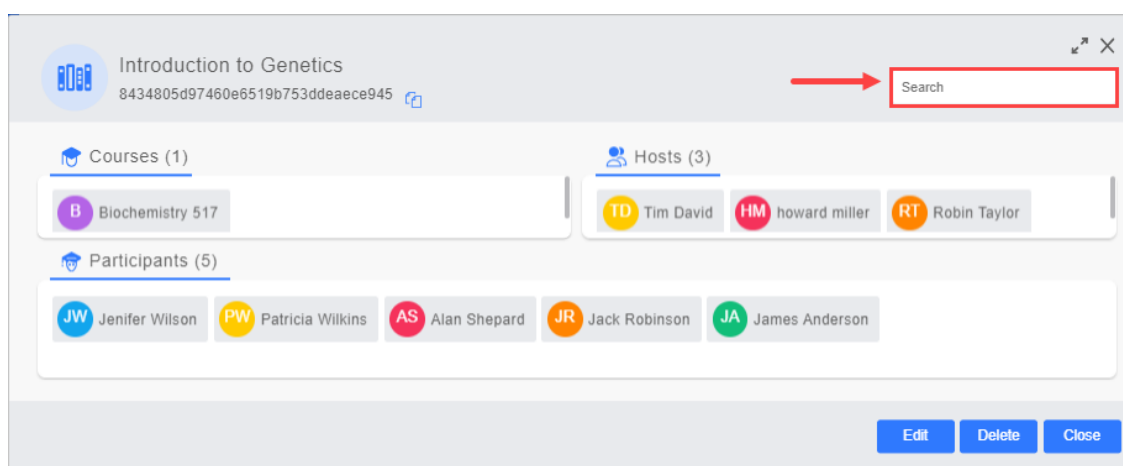 Introduction to Genetics
8434805d97460e6519b753ddeaece945
Search
Courses (1)
Hosts (3)
B Biochemistry 517
TD Tim David HM howard miller RT Robin Taylor
Participants (5)
JW Jenifer Wilson PW Patricia Wilkins AS Alan Shepard JR Jack Robinson JA James Anderson
Edit Delete Close